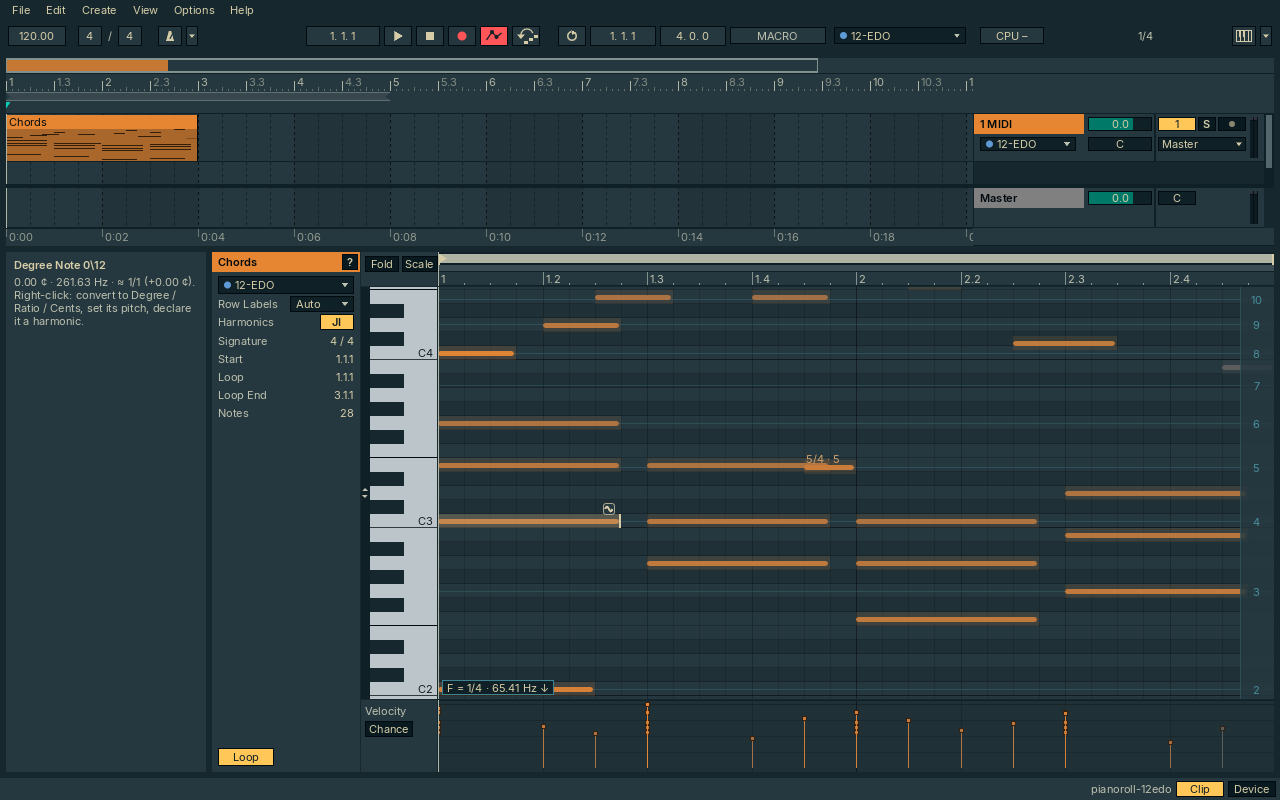 File Edit Create View Options Help
120.00 4 / 4 1. 1. 1 1. 1. 1 4. 0. 0 MACRO 12-EDO CPU – 1/4
1 1.3 2 2.3 3 3.3 4 4.3 5 5.3 6 6.3 7 7.3 8 8.3 9 9.3 10 10.3 1
Chords
1 MIDI 0.0 1 S
12-EDO C Master
Master 0.0 C
0:00 0:02 0:04 0:06 0:08 0:10 0:12 0:14 0:16 0:18
Degree Note 0\12
0.00 ¢ · 261.63 Hz · ≈ 1/1 (+0.00 ¢).
Right-click: convert to Degree /
Ratio / Cents, set its pitch, declare
it a harmonic.
Chords ?
12-EDO
Row Labels Auto
Harmonics JI
Signature 4 / 4
Start 1.1.1
Loop 1.1.1
Loop End 3.1.1
Notes 28
Loop
Fold Scale
1 1.2 1.3 1.4 2 2.2 2.3 2.4
10
9
C4 8
7
6
5/4 · 5 5
C3 4
3
C2 F = 1/4 · 65.41 Hz ↓ 2
Velocity
Chance
pianoroll-12edo Clip Device